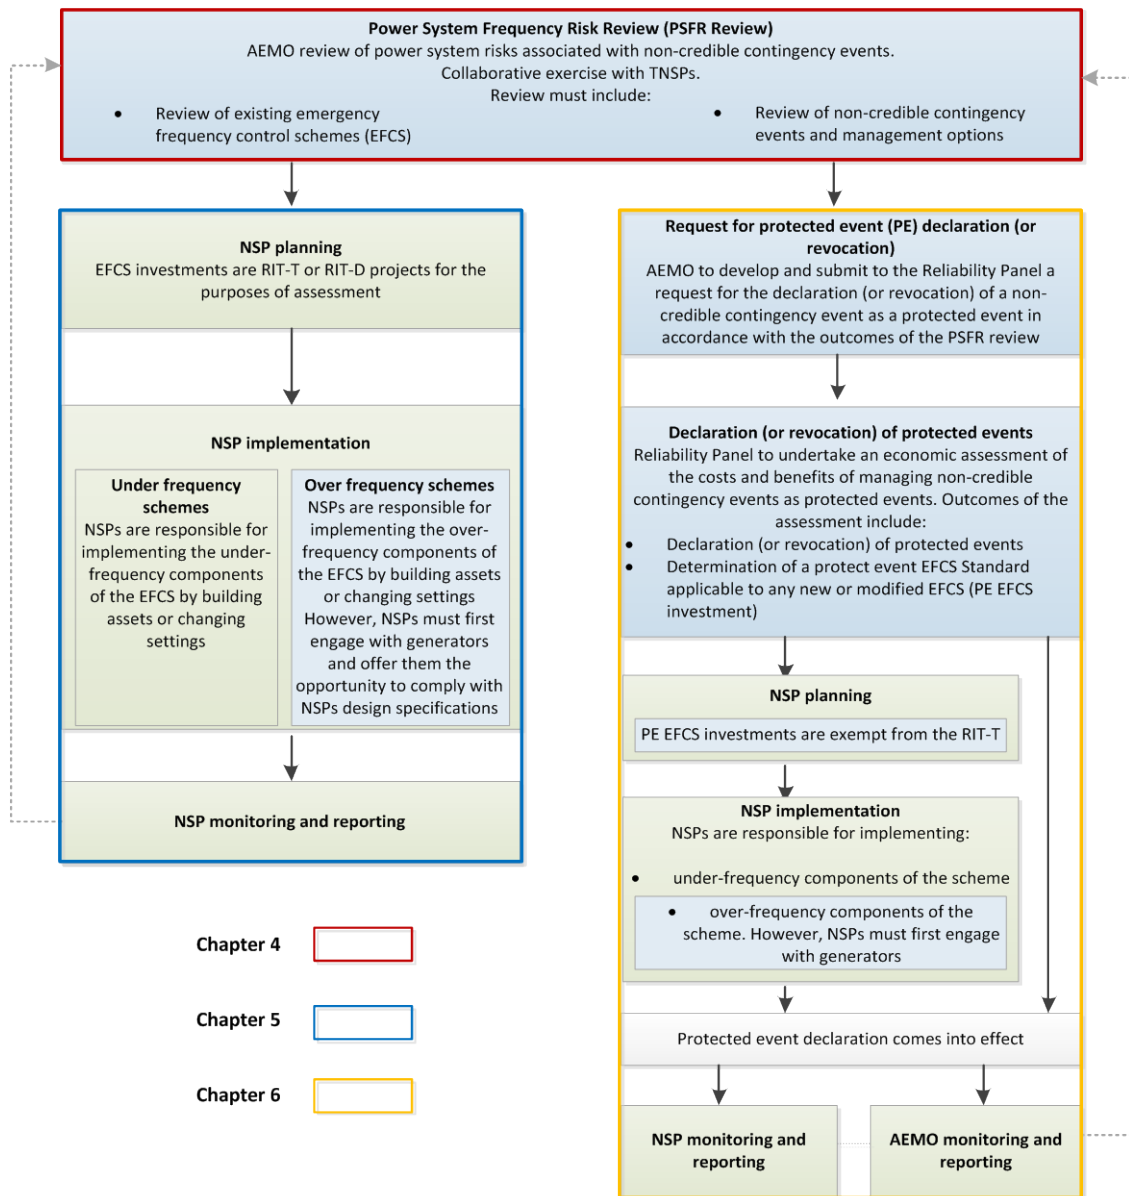 Power System Frequency Risk Review (PSFR Review)
AEMO review of power system risks associated with non-credible contingency events.
Collaborative exercise with TNSPs.
Review must include:
• Review of existing emergency
frequency control schemes (EFCS)
• Review of non-credible contingency
events and management options
NSP planning
EFCS investments are RIT-T or RIT-D projects for the
purposes of assessment
NSP implementation
Under frequency
schemes
NSPs are responsible for
implementing the under-
frequency components
of the EFCS by building
assets or changing
settings
Over frequency schemes
NSPs are responsible for
implementing the over-
frequency components of
the EFCS by building assets
or changing settings
However, NSPs must first
engage with generators
and offer them the
opportunity to comply with
NSPs design specifications
NSP monitoring and reporting
Request for protected event (PE) declaration (or
revocation)
AEMO to develop and submit to the Reliability Panel a
request for the declaration (or revocation) of a non-
credible contingency event as a protected event in
accordance with the outcomes of the PSFR review
Declaration (or revocation) of protected events
Reliability Panel to undertake an economic assessment of
the costs and benefits of managing non-credible
contingency events as protected events. Outcomes of the
assessment include:
• Declaration (or revocation) of protected events
• Determination of a protect event EFCS Standard
applicable to any new or modified EFCS (PE EFCS
investment)
NSP planning
PE EFCS investments are exempt from the RIT-T
NSP implementation
NSPs are responsible for implementing:
• under-frequency components of the scheme
• over-frequency components of the
scheme. However, NSPs must first engage
with generators
Protected event declaration comes into effect
NSP monitoring and
reporting
AEMO monitoring and
reporting
Chapter 4
Chapter 5
Chapter 6